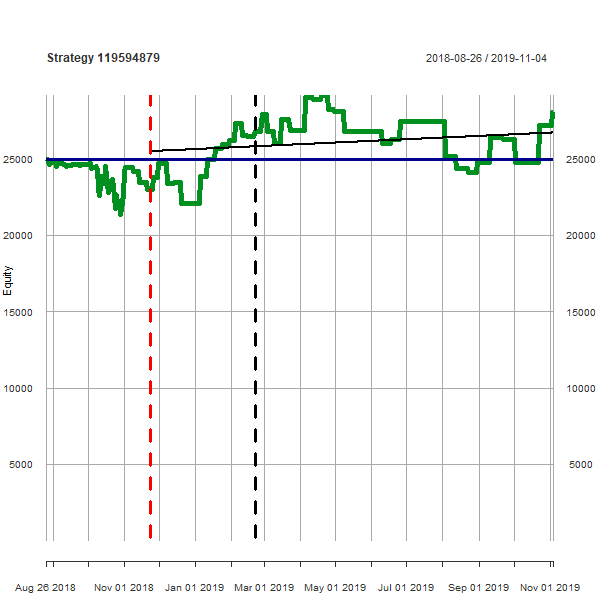 Strategy 119594879
2018-08-26 / 2019-11-04
25000
25000
20000
20000
Equity
15000
15000
10000
10000
5000
5000
Aug 26 2018
Nov 01 2018
Jan 01 2019
Mar 01 2019
May 01 2019
Jul 01 2019
Sep 01 2019
Nov 01 2019